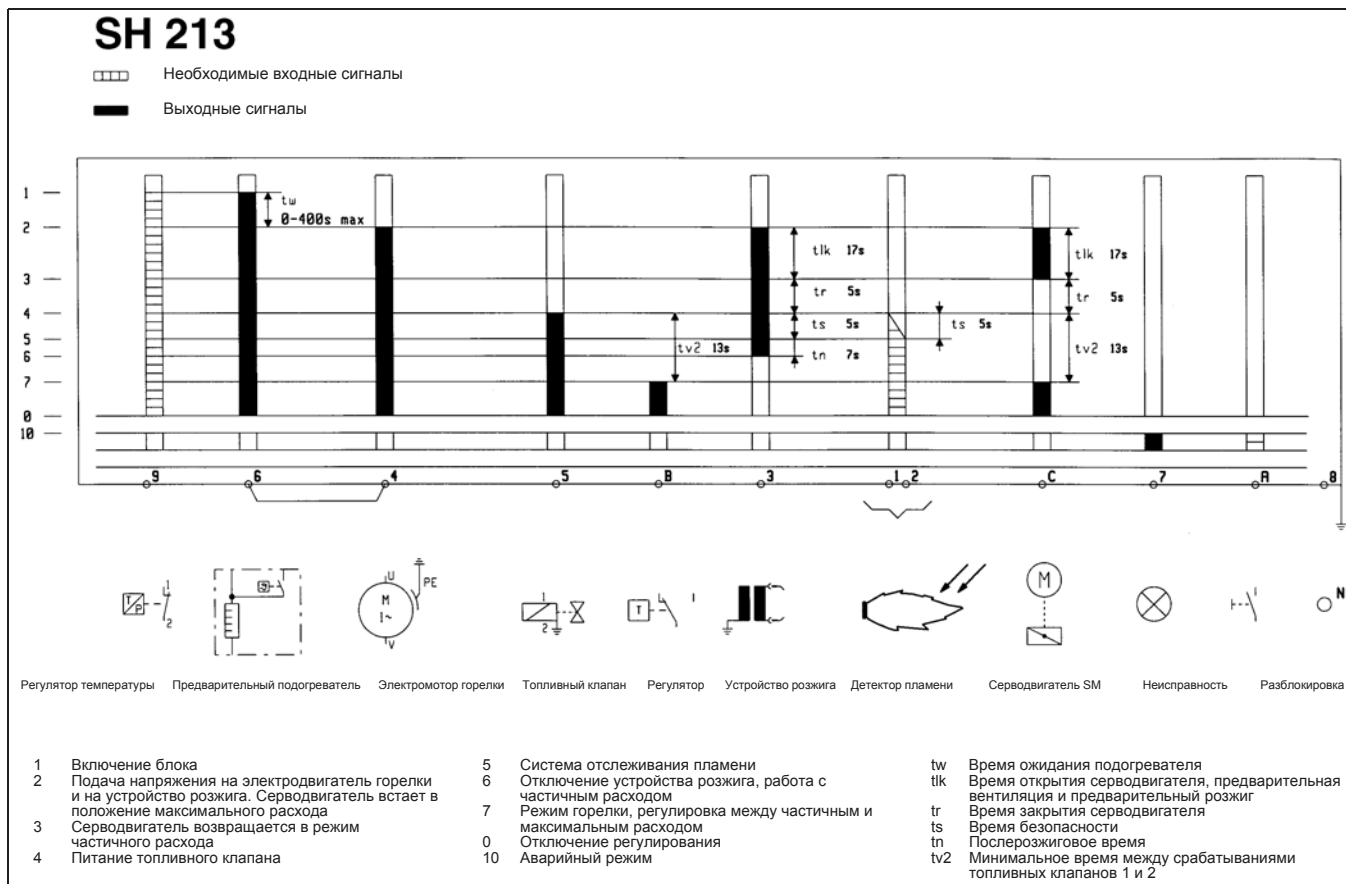 SH 213
Необходимые входные сигналы
Выходные сигналы
1
2
3
4
5
6
7
0
10
tw
0-400s max
tv2 13s
tlk 17s
tr 5s
ts 5s
tn 7s
ts 5s
tlk 17s
tr 5s
tv2 13s
9 6 4 5 B 3 1 2 C 7 A 8
T P 1 2
M 1~ U V PE
1 2
T 1
M
N
Регулятор температуры Предварительный подогреватель Электромотор горелки Топливный клапан Регулятор Устройство розжига Детектор пламени Серводвигатель SM Неисправность Разблокировка
1 Включение блока
2 Подача напряжения на электродвигатель горелки
и на устройство розжига. Серводвигатель встает в
положение максимального расхода
3 Серводвигатель возвращается в режим
частичного расхода
4 Питание топливного клапана
5 Система отслеживания пламени
6 Отключение устройства розжига, работа с
частичным расходом
7 Режим горелки, регулировка между частичным и
максимальным расходом
0 Отключение регулирования
10 Аварийный режим
tw Время ожидания подогревателя
tlk Время открытия серводвигателя, предварительная
вентиляция и предварительный розжиг
tr Время закрытия серводвигателя
ts Время безопасности
tn Послерозжиговое время
tv2 Минимальное время между срабатываниями
топливных клапанов 1 и 2